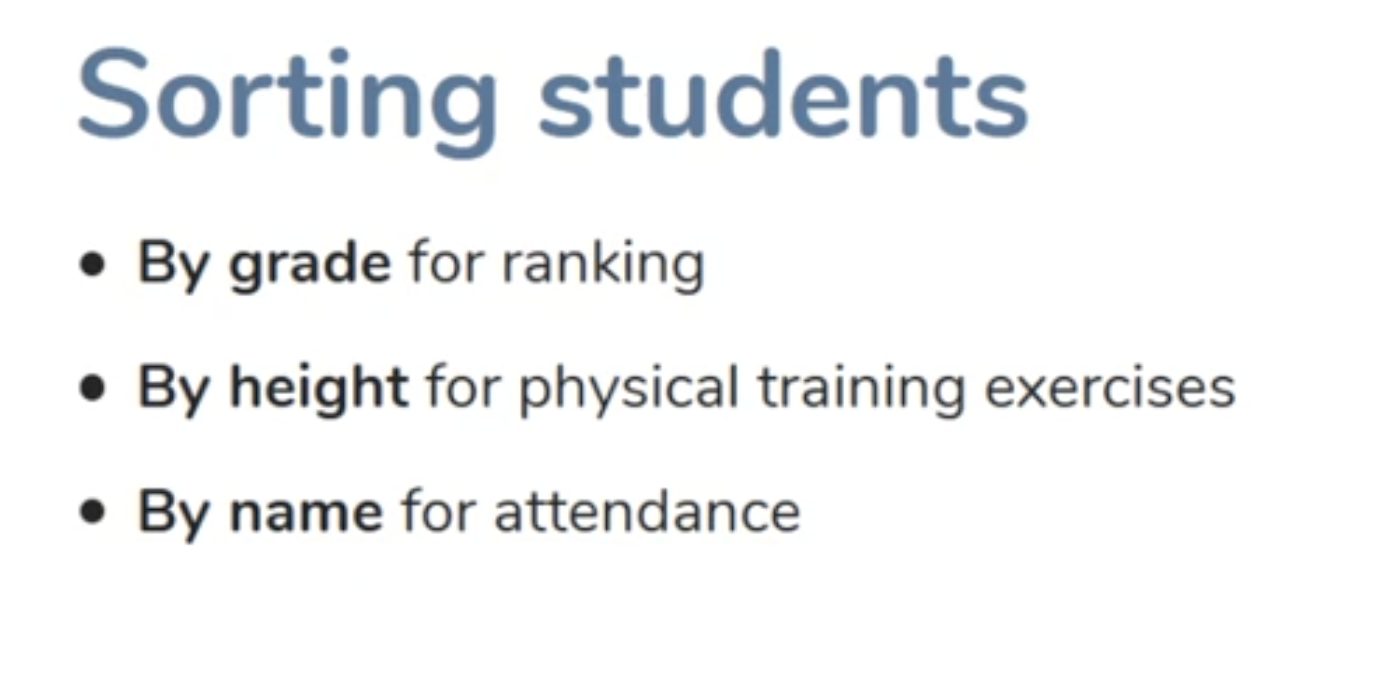 Sorting students
• By grade for ranking
• By height for physical training exercises
• By name for attendance